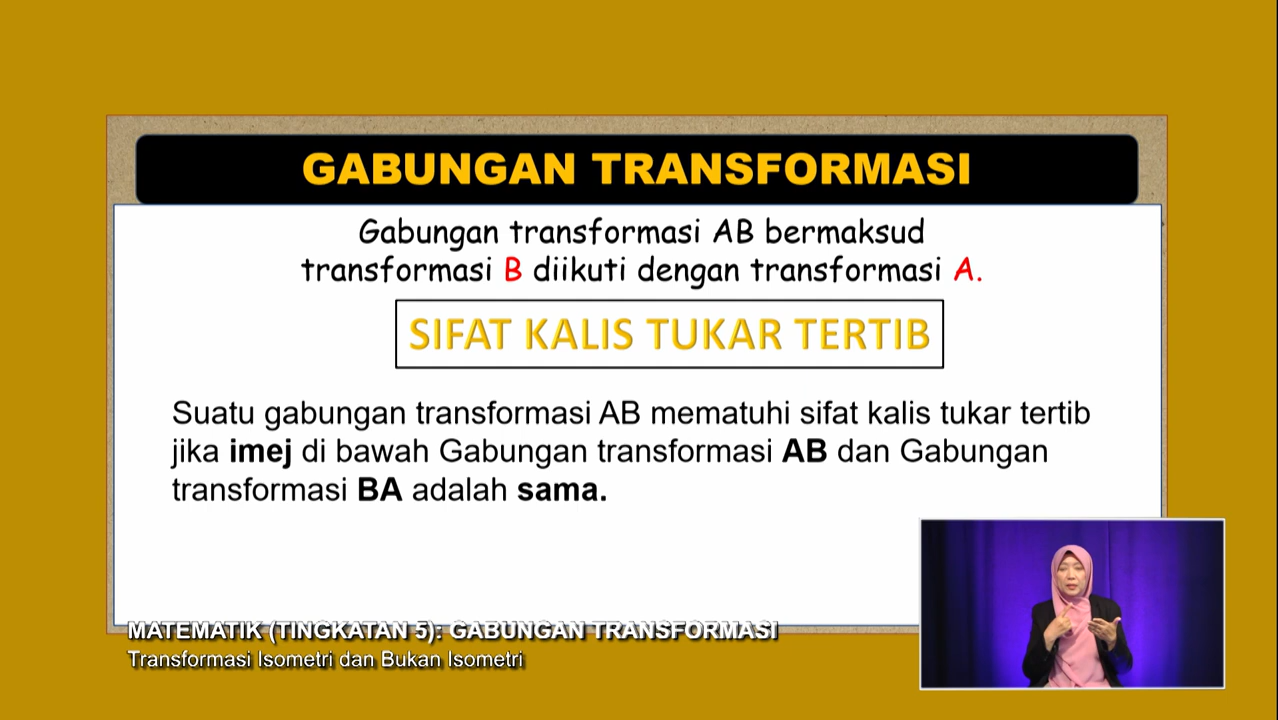 GABUNGAN TRANSFORMASI
Gabungan transformasi AB bermaksud
transformasi B diikuti dengan transformasi A.
SIFAT KALIS TUKAR TERTIB
Suatu gabungan transformasi AB mematuhi sifat kalis tukar tertib
jika imej di bawah Gabungan transformasi AB dan Gabungan
transformasi BA adalah sama.
MATEMATIK (TINGKATAN 5): GABUNGAN TRANSFORMASI
Transformasi Isometri dan Bukan Isometri